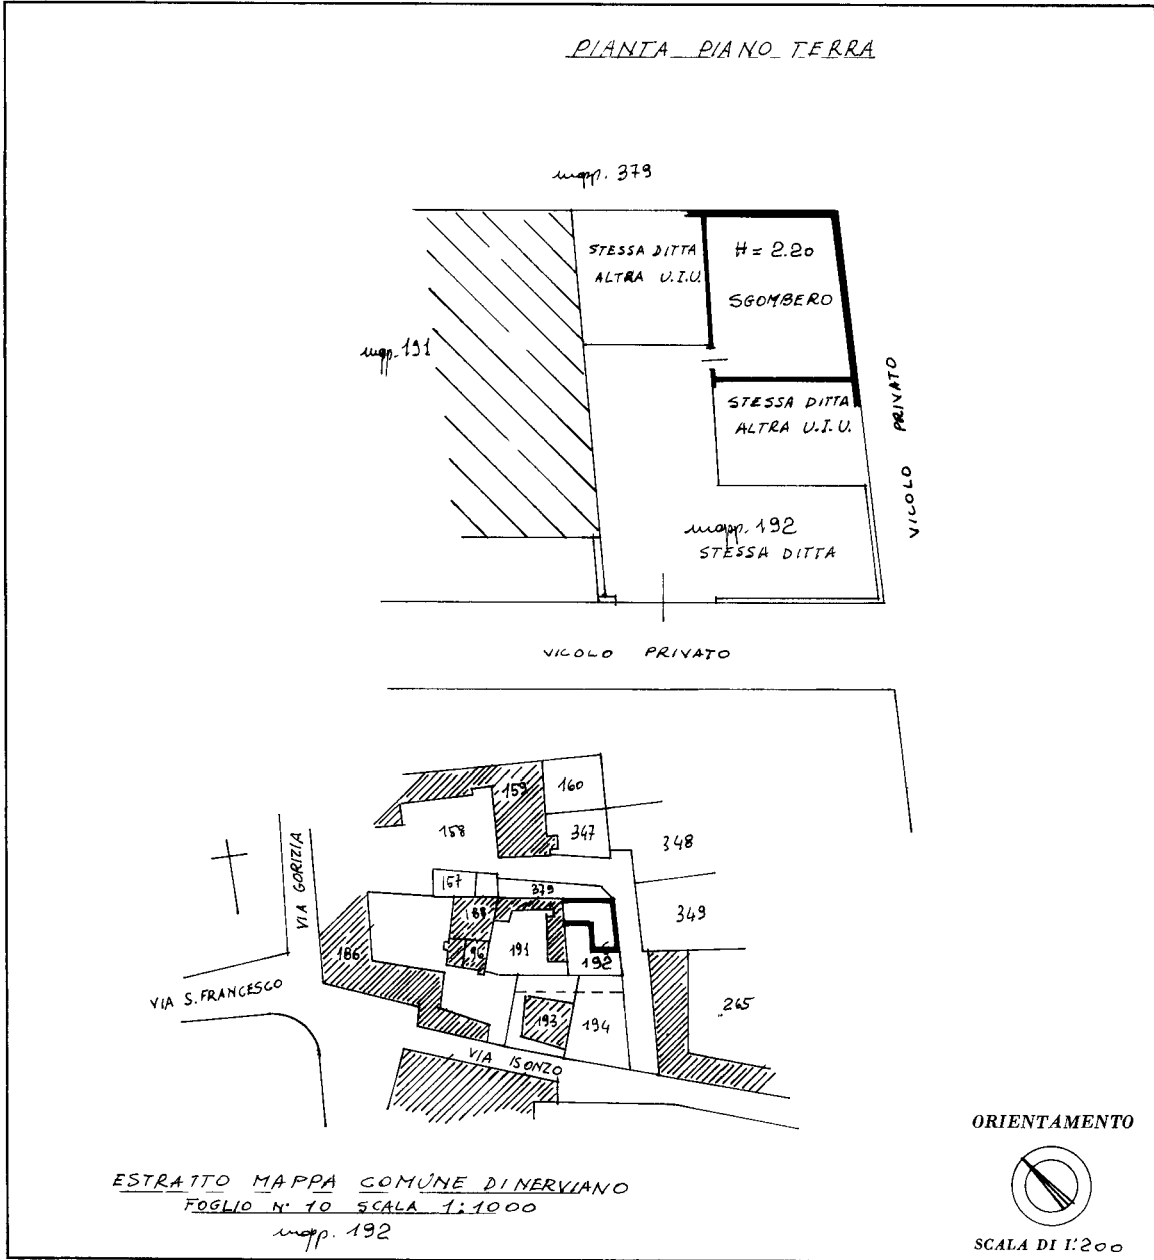 PIANTA PIANO TERRA
mapp. 379
STESSA DITTA
ALTRA U.I.U.
H = 2.20
SGOMBERO
mapp. 191
STESSA DITTA
ALTRA U.I.U.
VICOLO PRIVATO
mapp. 192
STESSA DITTA
VICOLO PRIVATO
159
160
158
347
348
VIA GORIZIA
157
379
188
349
186
96
191
192
VIA S. FRANCESCO
193
194
265
VIA ISONZO
ORIENTAMENTO
ESTRATTO MAPPA COMUNE DI NERVIANO
FOGLIO N° 10 SCALA 1:1000
mapp. 192
SCALA DI 1:200